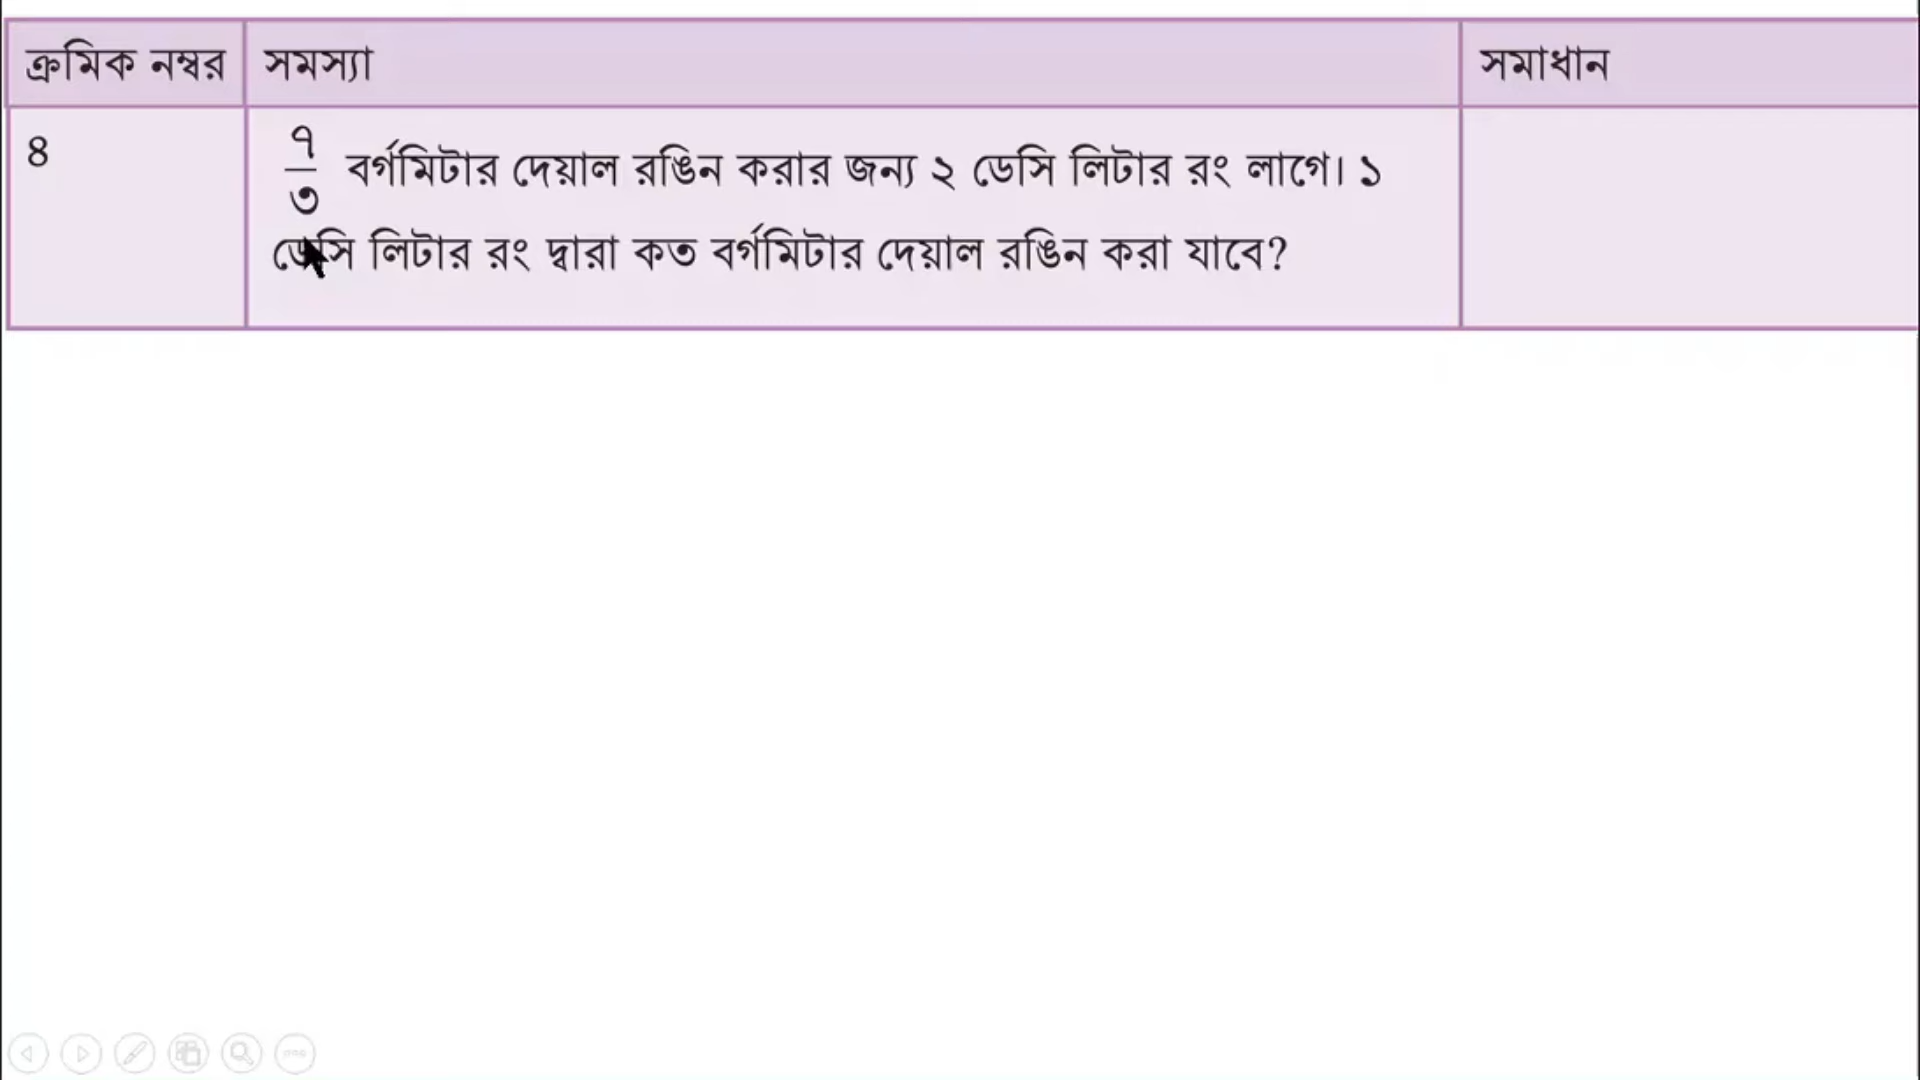 ক্রমিক নম্বর সমস্যা সমাধান
৪ ৭/৩ বর্গমিটার দেয়াল রঙিন করার জন্য ২ ডেসি লিটার রং লাগে। ১
ডেসি লিটার রং দ্বারা কত বর্গমিটার দেয়াল রঙিন করা যাবে?